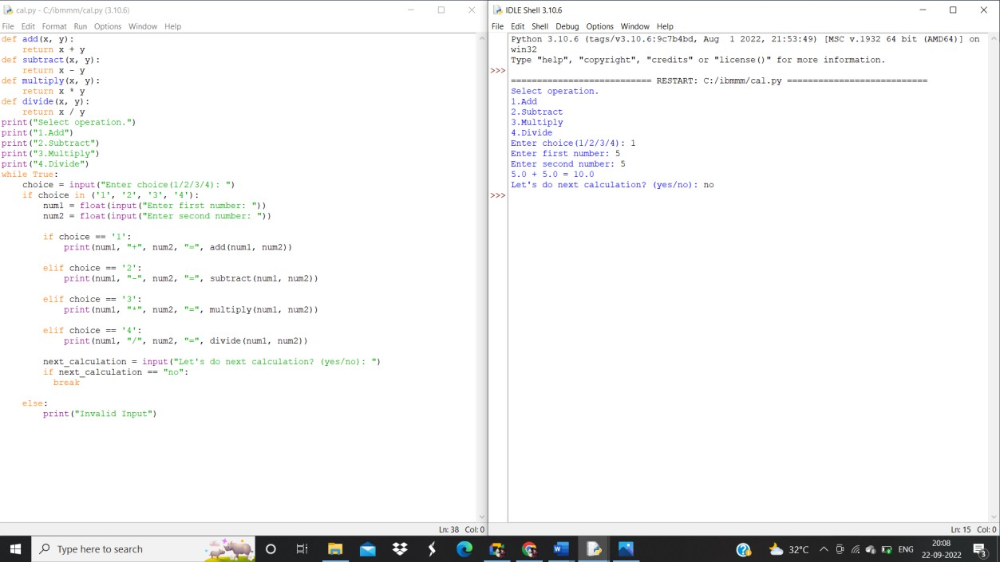 cal.py - C:/ibmmm/cal.py (3.10.6)
File Edit Format Run Options Window Help
def add(x, y):
    return x + y
def subtract(x, y):
    return x - y
def multiply(x, y):
    return x * y
def divide(x, y):
    return x / y
print("Select operation.")
print("1.Add")
print("2.Subtract")
print("3.Multiply")
print("4.Divide")
while True:
    choice = input("Enter choice(1/2/3/4): ")
    if choice in ('1', '2', '3', '4'):
        num1 = float(input("Enter first number: "))
        num2 = float(input("Enter second number: "))
        if choice == '1':
            print(num1, "+", num2, "=", add(num1, num2))
        elif choice == '2':
            print(num1, "-", num2, "=", subtract(num1, num2))
        elif choice == '3':
            print(num1, "*", num2, "=", multiply(num1, num2))
        elif choice == '4':
            print(num1, "/", num2, "=", divide(num1, num2))
        next_calculation = input("Let's do next calculation? (yes/no): ")
        if next_calculation == "no":
          break
    else:
        print("Invalid Input")
Ln: 38 Col: 0
IDLE Shell 3.10.6
File Edit Shell Debug Options Window Help
Python 3.10.6 (tags/v3.10.6:9c7b4bd, Aug  1 2022, 21:53:49) [MSC v.1932 64 bit (AMD64)] on
win32
Type "help", "copyright", "credits" or "license()" for more information.
>>>
=========================== RESTART: C:/ibmmm/cal.py ===========================
Select operation.
1.Add
2.Subtract
3.Multiply
4.Divide
Enter choice(1/2/3/4): 1
Enter first number: 5
Enter second number: 5
5.0 + 5.0 = 10.0
Let's do next calculation? (yes/no): no
>>>
Ln: 15 Col: 0
Type here to search
32°C
ENG
20:08
22-09-2022
3